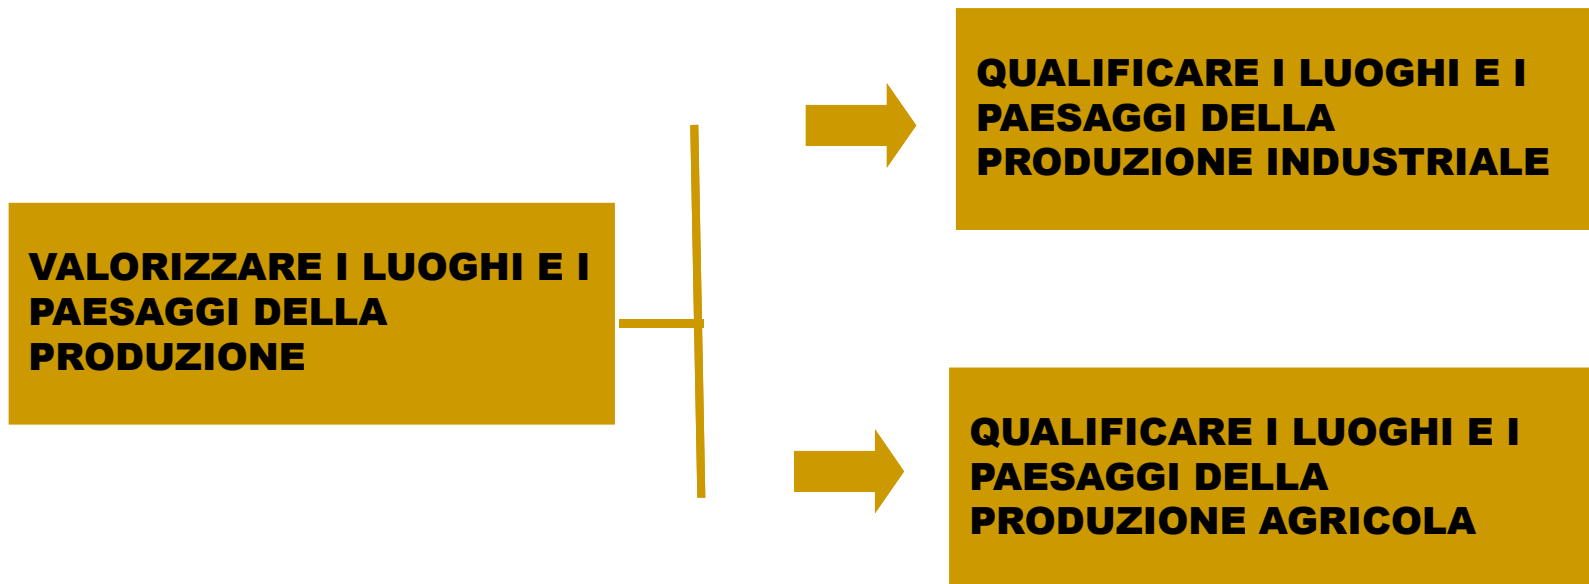 VALORIZZARE I LUOGHI E I
PAESAGGI DELLA
PRODUZIONE
QUALIFICARE I LUOGHI E I
PAESAGGI DELLA
PRODUZIONE INDUSTRIALE
QUALIFICARE I LUOGHI E I
PAESAGGI DELLA
PRODUZIONE AGRICOLA